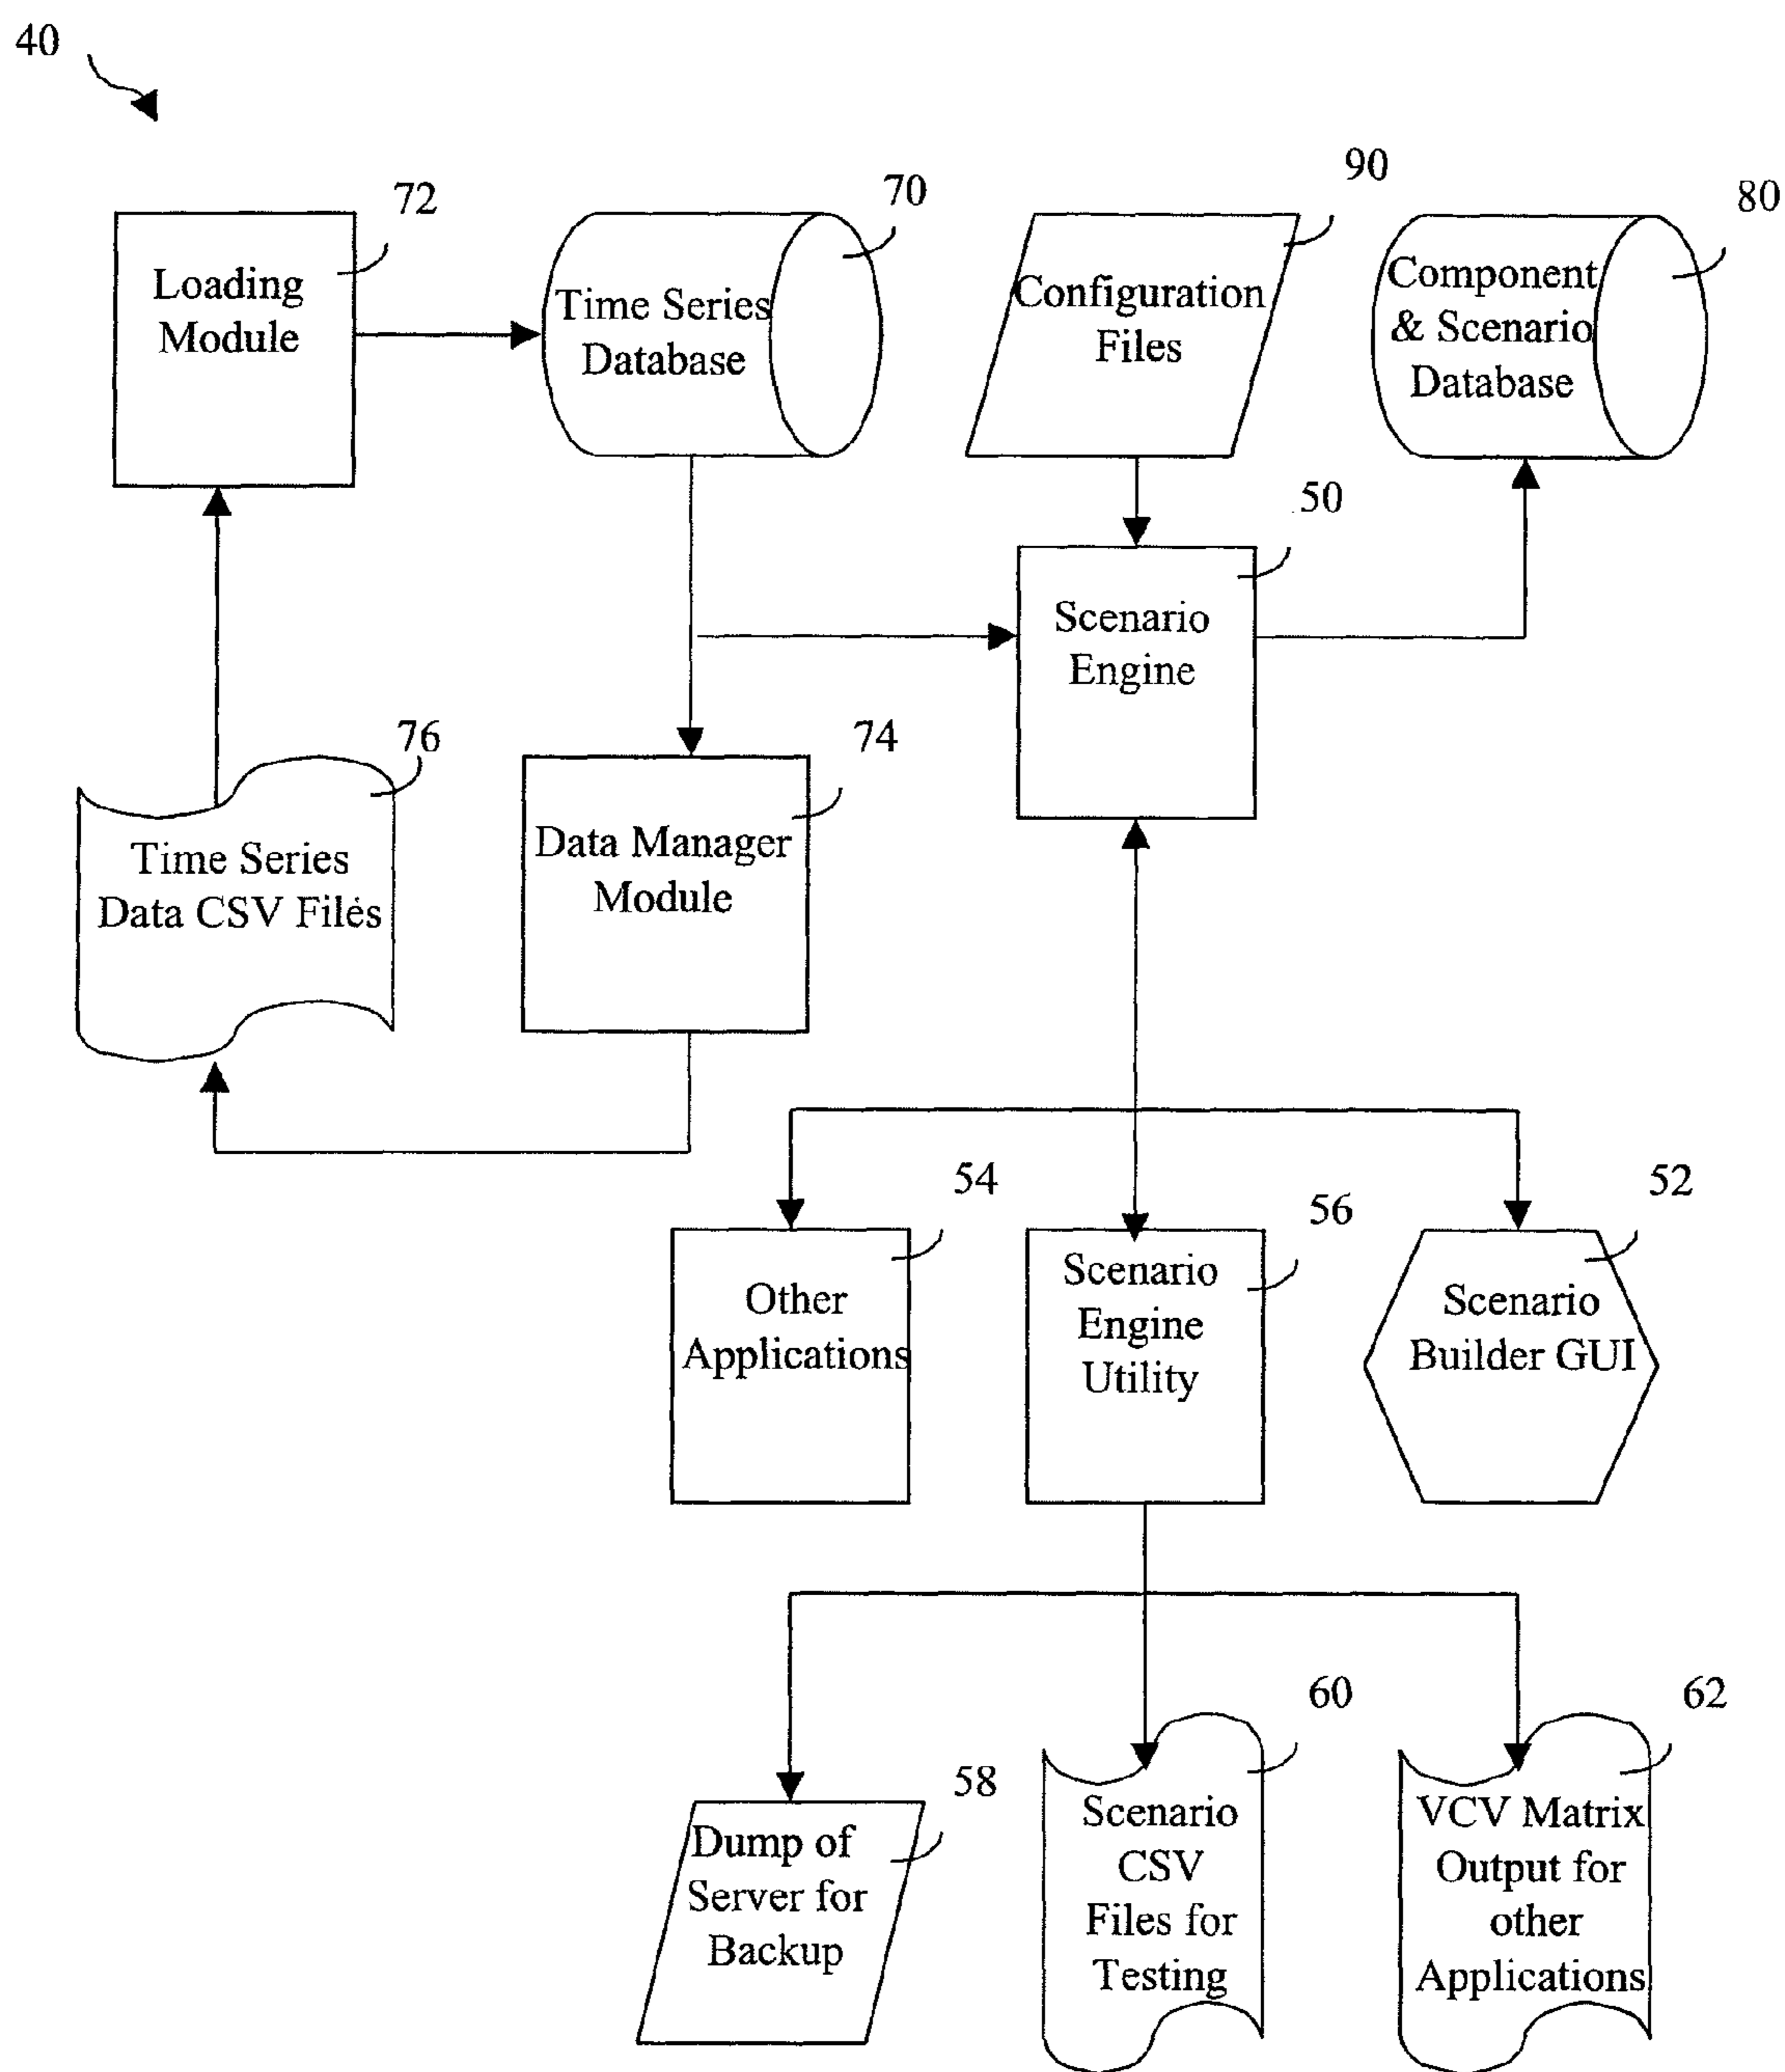 40
72
70
90
80
Loading
Module
Time Series
Database
Configuration
Files
Component
& Scenario
Database
50
Scenario
Engine
76
74
Time Series
Data CSV Files
Data Manager
Module
54
56
52
Other
Applications
Scenario
Engine
Utility
Scenario
Builder GUI
58
60
62
Dump of
Server for
Backup
Scenario
CSV
Files for
Testing
VCV Matrix
Output for
other
Applications